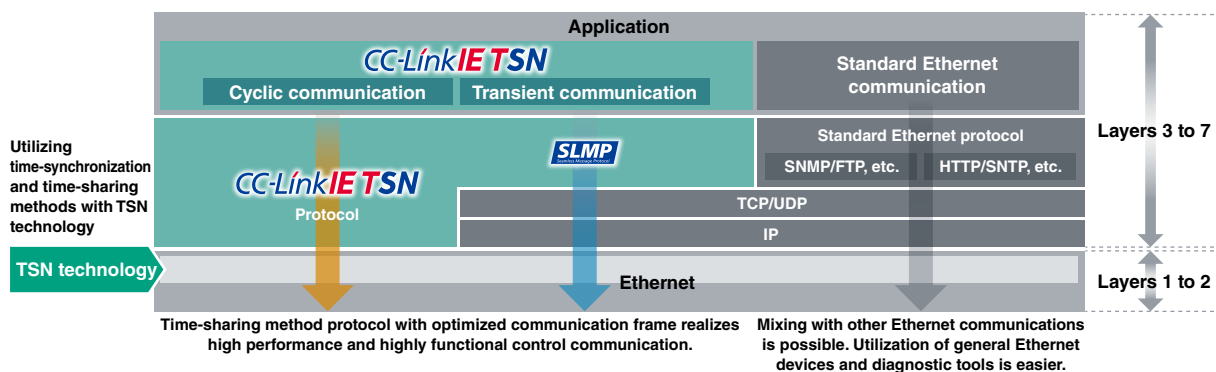 Application
CC-Link IE TSN
Cyclic communication
Transient communication
Standard Ethernet
communication
Layers 3 to 7
Utilizing
time-synchronization
and time-sharing
methods with TSN
technology
CC-Link IE TSN
Protocol
SLMP
Seamless Message Protocol
Standard Ethernet protocol
SNMP/FTP, etc.
HTTP/SNTP, etc.
TCP/UDP
IP
TSN technology
Ethernet
Layers 1 to 2
Time-sharing method protocol with optimized communication frame realizes
high performance and highly functional control communication.
Mixing with other Ethernet communications
is possible. Utilization of general Ethernet
devices and diagnostic tools is easier.